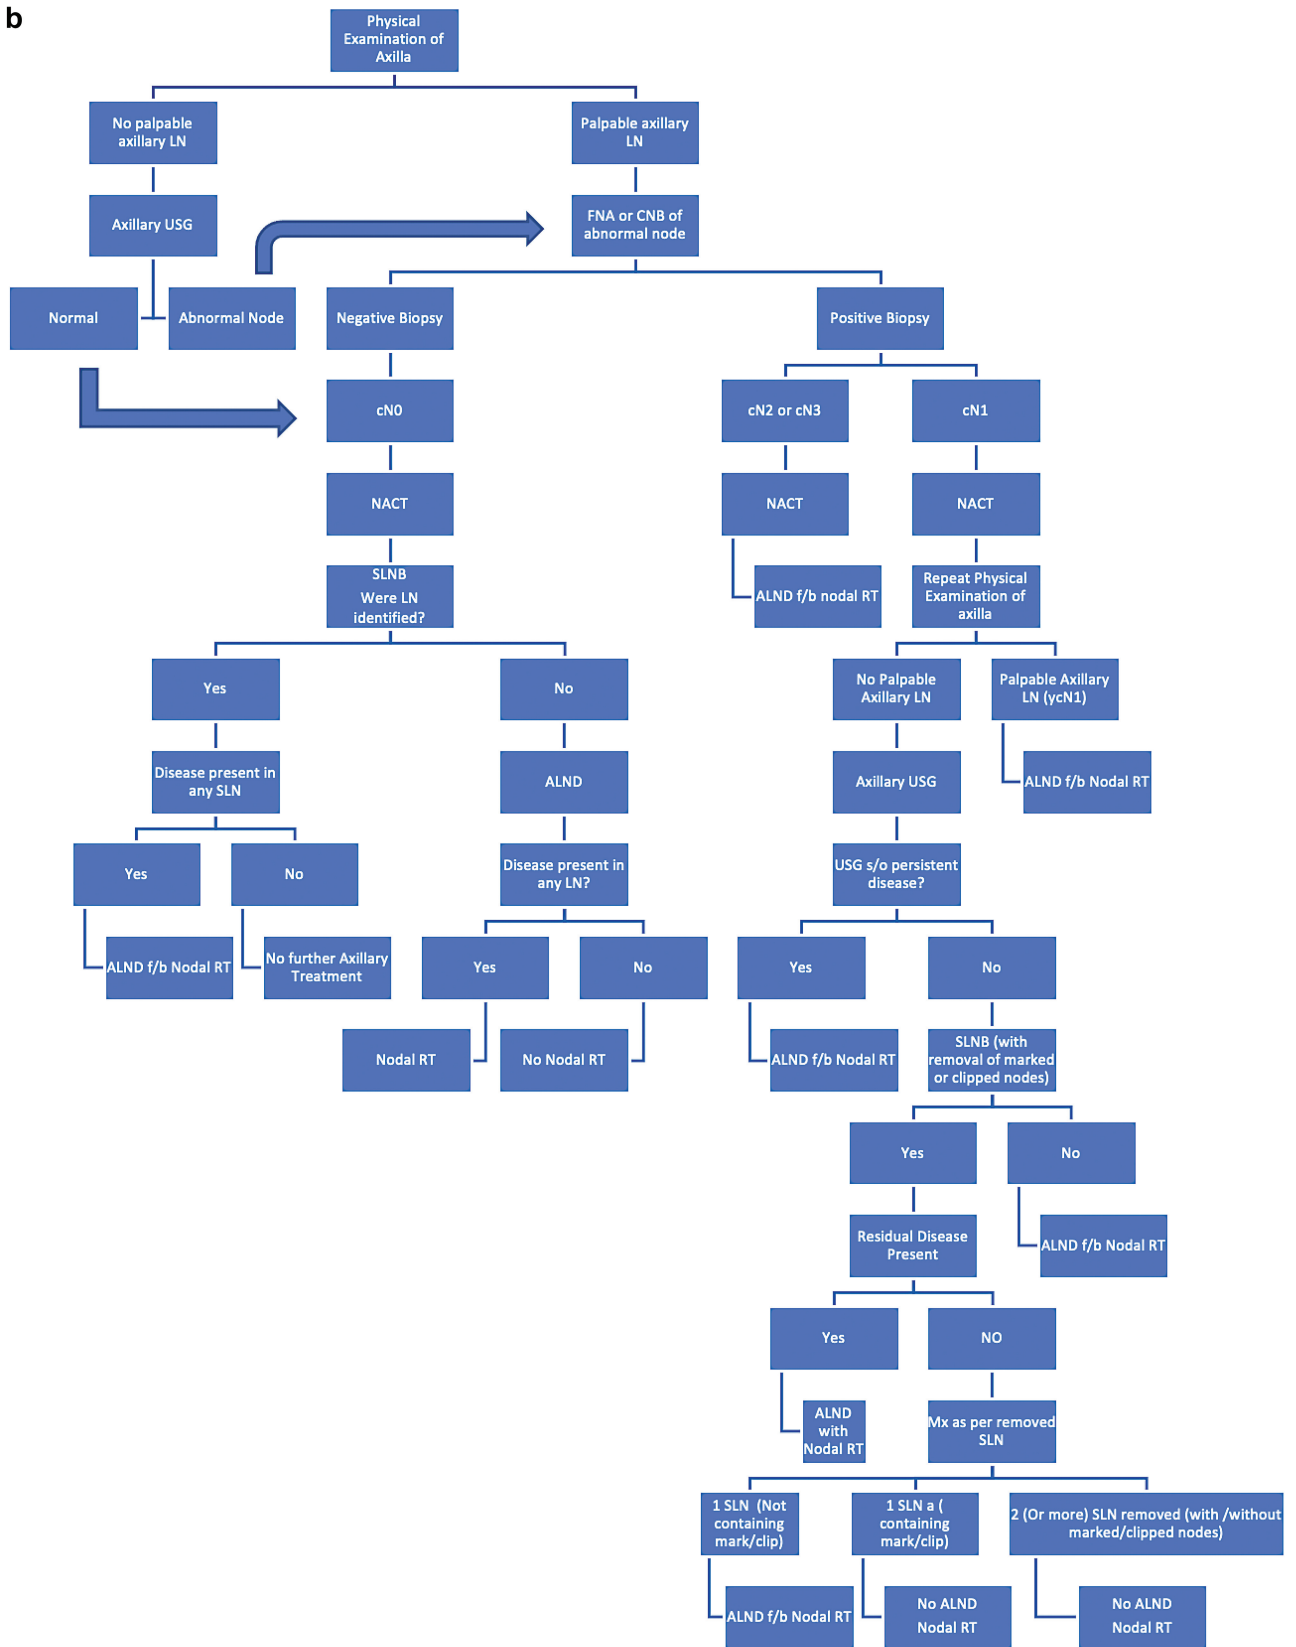 b
Physical
Examination of
Axilla
No palpable
axillary LN
Palpable axillary
LN
Axillary USG
FNA or CNB of
abnormal node
Normal
Abnormal Node
Negative Biopsy
Positive Biopsy
cN0
cN2 or cN3
cN1
NACT
NACT
NACT
SLNB
Were LN
identified?
ALND f/b nodal RT
Repeat Physical
Examination of
axilla
Yes
No
No Palpable
Axillary LN
Palpable Axillary
LN (ycN1)
Disease present in
any SLN
ALND
Axillary USG
ALND f/b Nodal RT
Yes
No
Disease present in
any LN?
USG s/o persistent
disease?
ALND f/b Nodal RT
No further Axillary
Treatment
Yes
No
Yes
No
Nodal RT
No Nodal RT
ALND f/b Nodal RT
SLNB (with
removal of marked
or clipped nodes)
Yes
No
Residual Disease
Present
ALND f/b Nodal RT
Yes
NO
ALND
with
Nodal RT
Mx as per removed
SLN
1 SLN (Not
containing
mark/clip)
1 SLN a (
containing
mark/clip)
2 (Or more) SLN removed (with /without
marked/clipped nodes)
ALND f/b Nodal RT
No ALND
Nodal RT
No ALND
Nodal RT